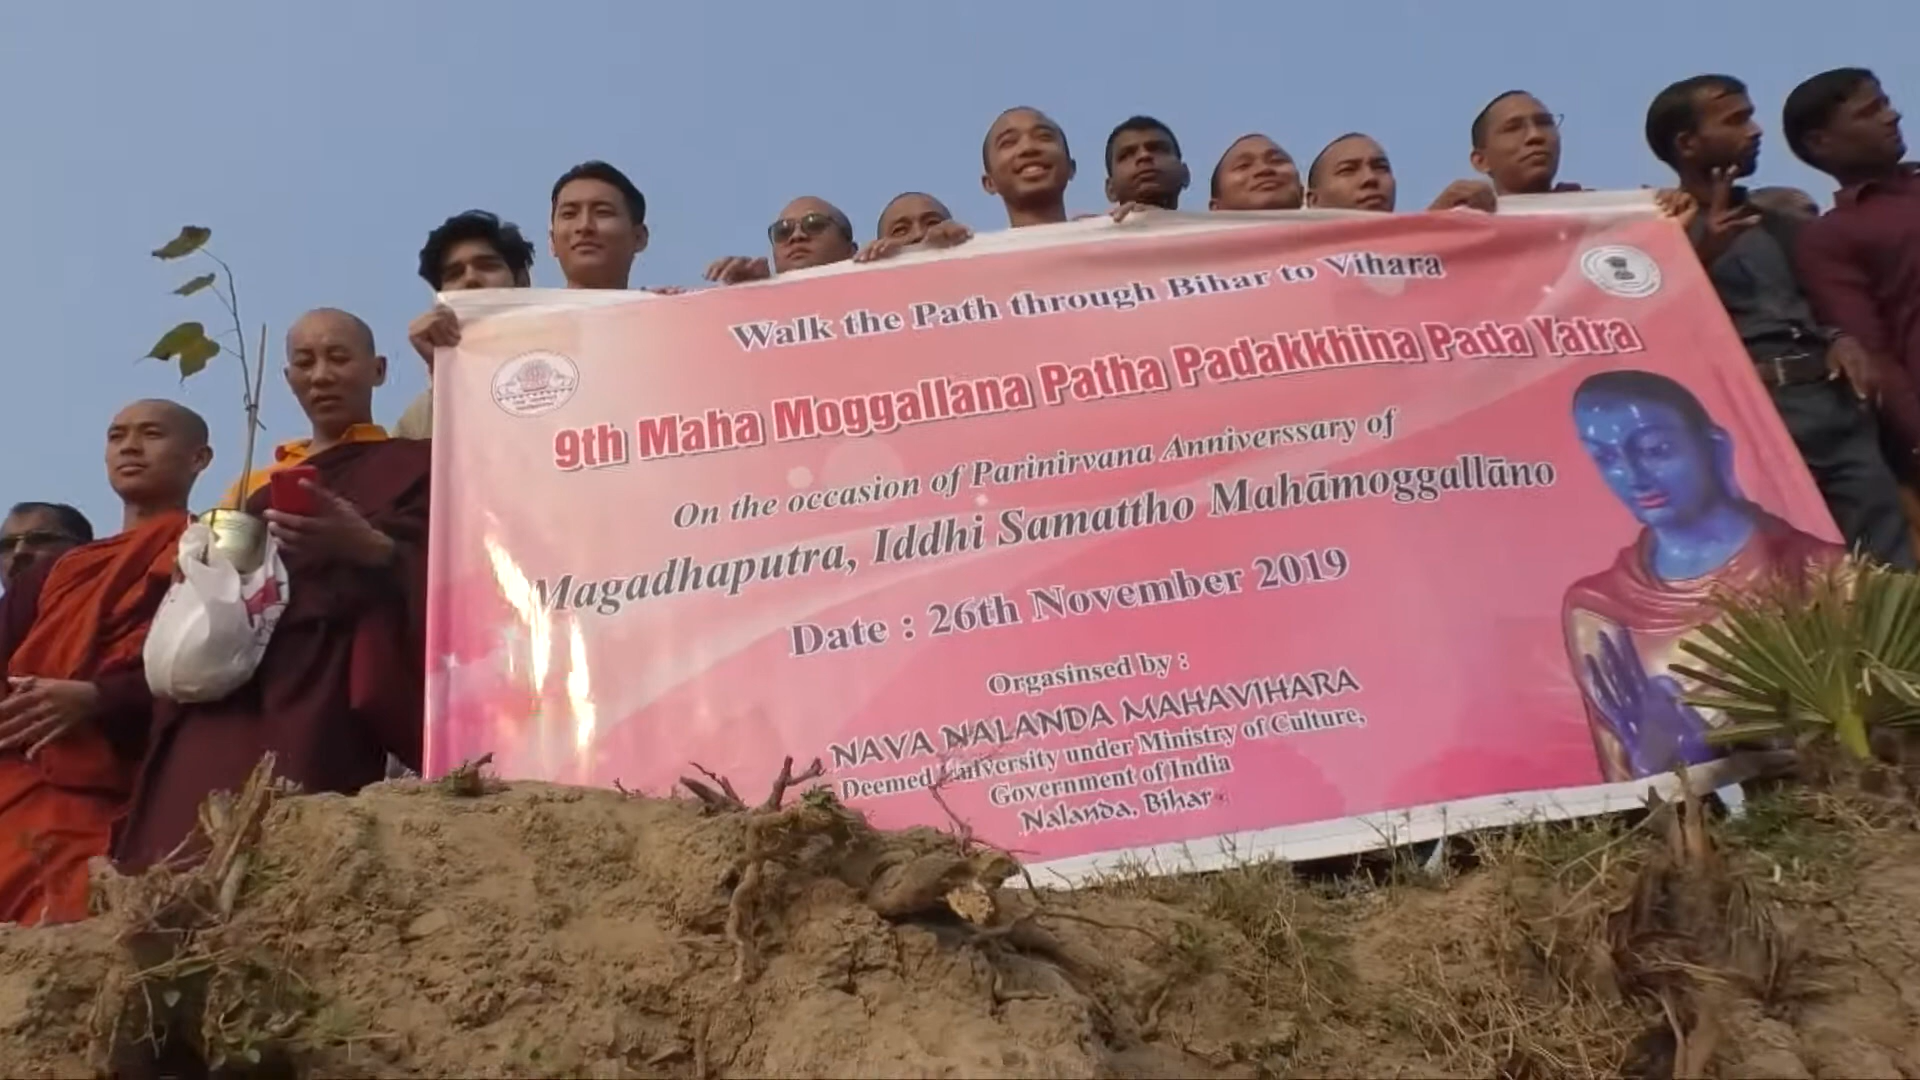 Walk the Path through Bihar to Vihara
9th Maha Moggallana Patha Padakkhina Pada Yatra
On the occasion of Parinirvana Anniverssary of
Magadhaputra, Iddhi Samattho Mahāmoggallāno
Date : 26th November 2019
Orgasinsed by :
NAVA NALANDA MAHAVIHARA
Deemed University under Ministry of Culture,
Government of India
Nalanda, Bihar